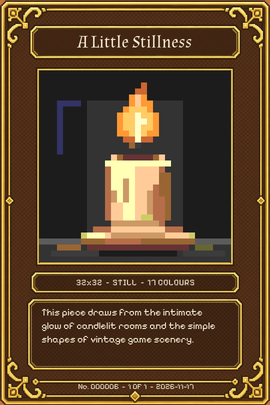 A Little Stillness
32x32 - STILL - 17 COLOURS
This piece draws from the intimate
glow of candlelit rooms and the simple
shapes of vintage game scenery.
No. 000006 - 1 OF 1 - 2025-11-17